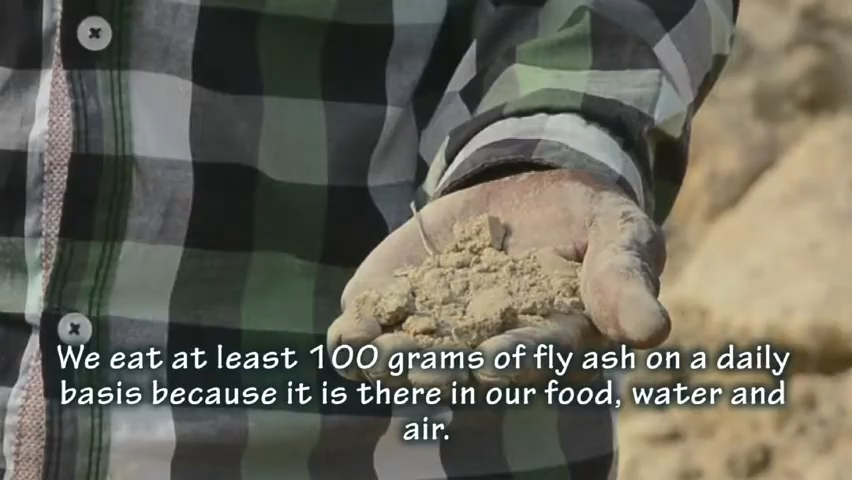 We eat at least 100 grams of fly ash on a daily
basis because it is there in our food, water and
air.